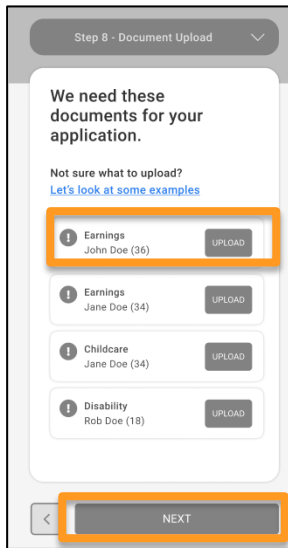 Step 8 - Document Upload
We need these
documents for your
application.
Not sure what to upload?
Let's look at some examples
Earnings
John Doe (36)
UPLOAD
Earnings
Jane Doe (34)
UPLOAD
Childcare
Jane Doe (34)
UPLOAD
Disability
Rob Doe (18)
UPLOAD
NEXT